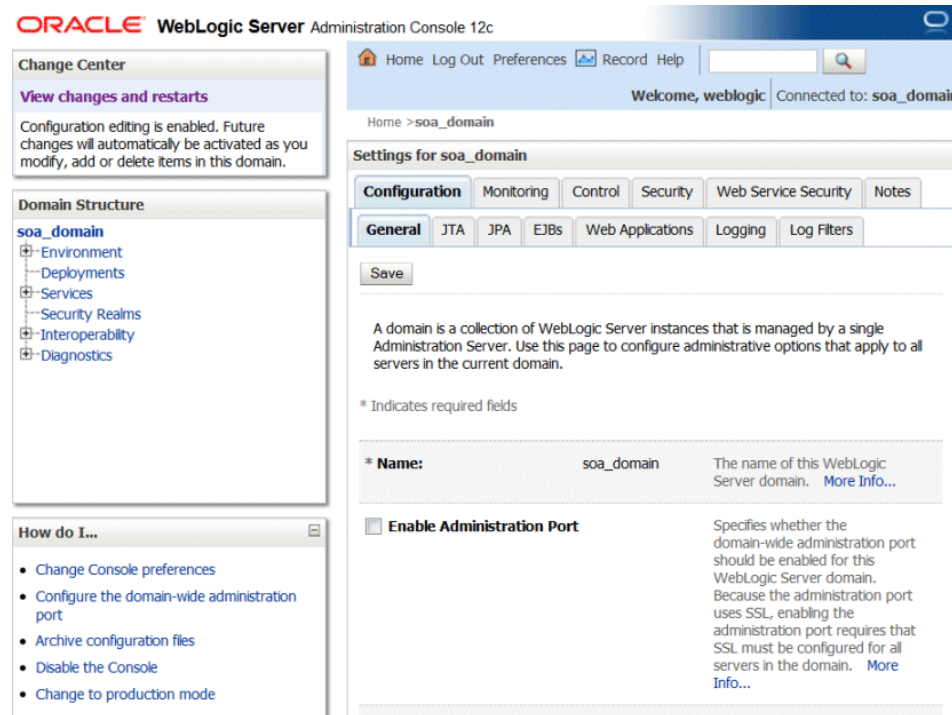 ORACLE WebLogic Server Administration Console 12c
Change Center
View changes and restarts
Configuration editing is enabled. Future
changes will automatically be activated as you
modify, add or delete items in this domain.
Domain Structure
soa_domain
Environment
Deployments
Services
Security Realms
Interoperability
Diagnostics
How do I...
Change Console preferences
Configure the domain-wide administration
port
Archive configuration files
Disable the Console
Change to production mode
Home Log Out Preferences Record Help
Welcome, weblogic Connected to: soa_domain
Home >soa_domain
Settings for soa_domain
Configuration Monitoring Control Security Web Service Security Notes
General JTA JPA EJBs Web Applications Logging Log Filters
Save
A domain is a collection of WebLogic Server instances that is managed by a single
Administration Server. Use this page to configure administrative options that apply to all
servers in the current domain.
* Indicates required fields
* Name: soa_domain
The name of this WebLogic
Server domain. More Info...
Enable Administration Port
Specifies whether the
domain-wide administration port
should be enabled for this
WebLogic Server domain.
Because the administration port
uses SSL, enabling the
administration port requires that
SSL must be configured for all
servers in the domain. More
Info...